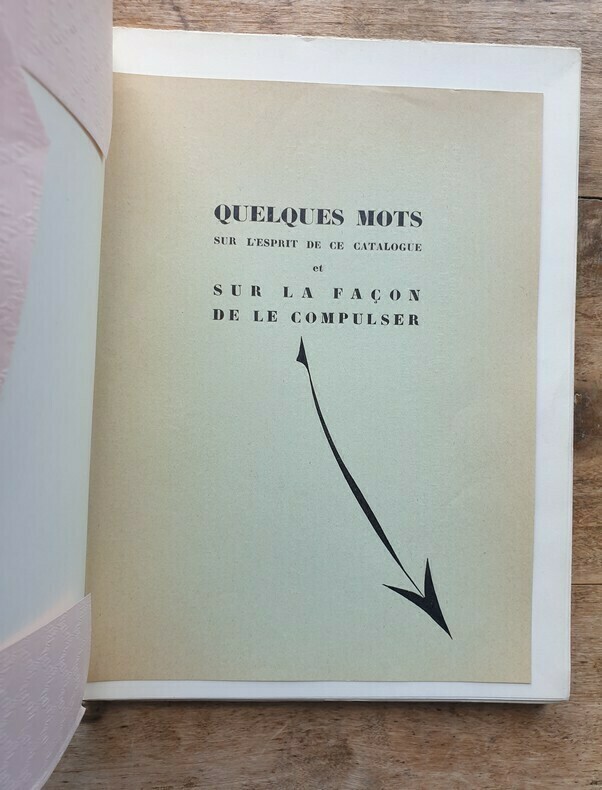 QUELQUES MOTS
SUR L'ESPRIT DE CE CATALOGUE
et
SUR LA FAÇON
DE LE COMPULSER